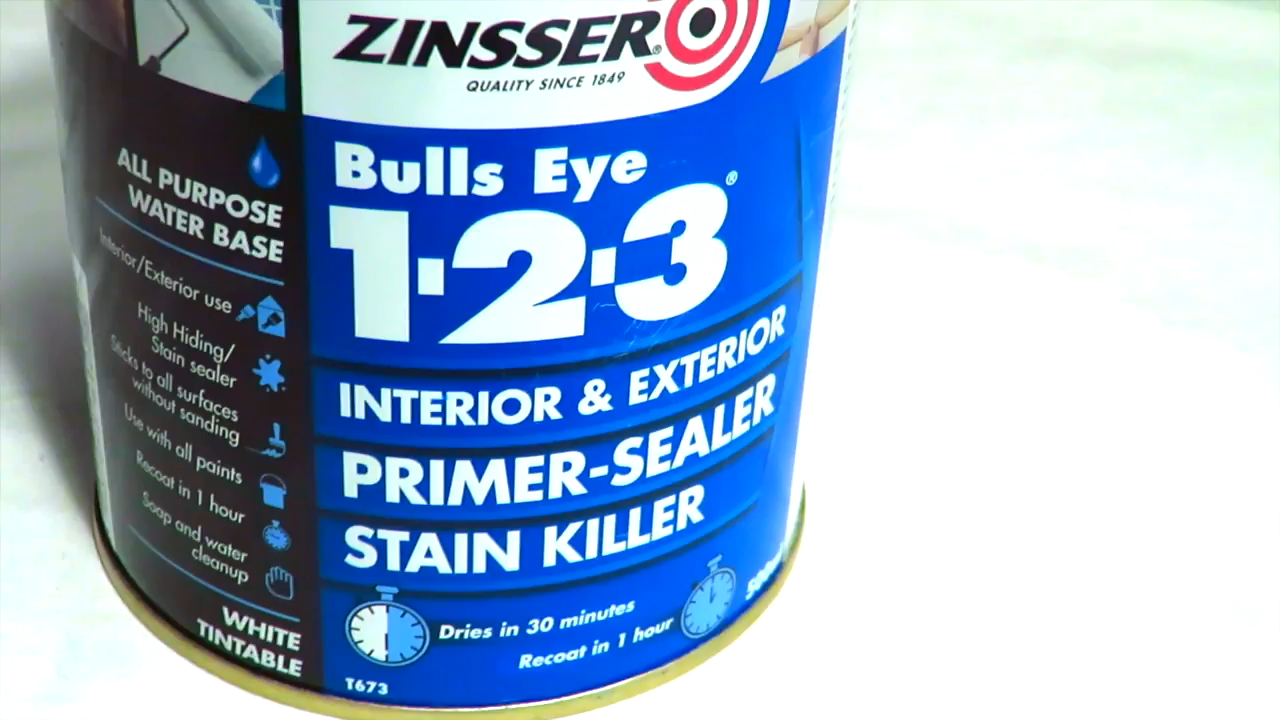 ZINSSER®
QUALITY SINCE 1849
Bulls Eye
1·2·3®
INTERIOR & EXTERIOR
PRIMER-SEALER
STAIN KILLER
Dries in 30 minutes
Recoat in 1 hour
T673
ALL PURPOSE
WATER BASE
Interior/Exterior use
High Hiding/
Stain sealer
Sticks to all surfaces
without sanding
Use with all paints
Recoat in 1 hour
Soap and water
cleanup
WHITE
TINTABLE